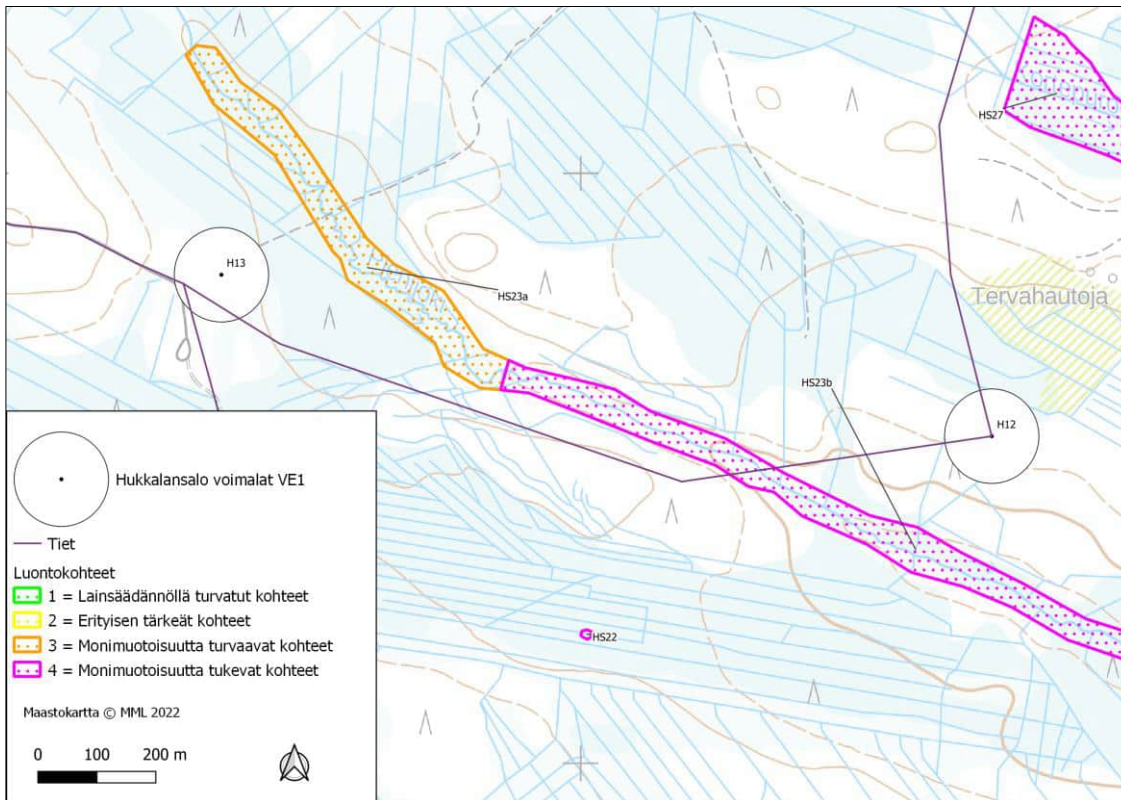 HS27
H13
HS23a
Tervahautoja
HS23b
H12
Hukkalansalo voimalat VE1
Tiet
Luontokohteet
1 = Lainsäädännöllä turvatut kohteet
2 = Erityisen tärkeät kohteet
3 = Monimuotoisuutta turvaavat kohteet
4 = Monimuotoisuutta tukevat kohteet
HS22
Maastokartta © MML 2022
0 100 200 m